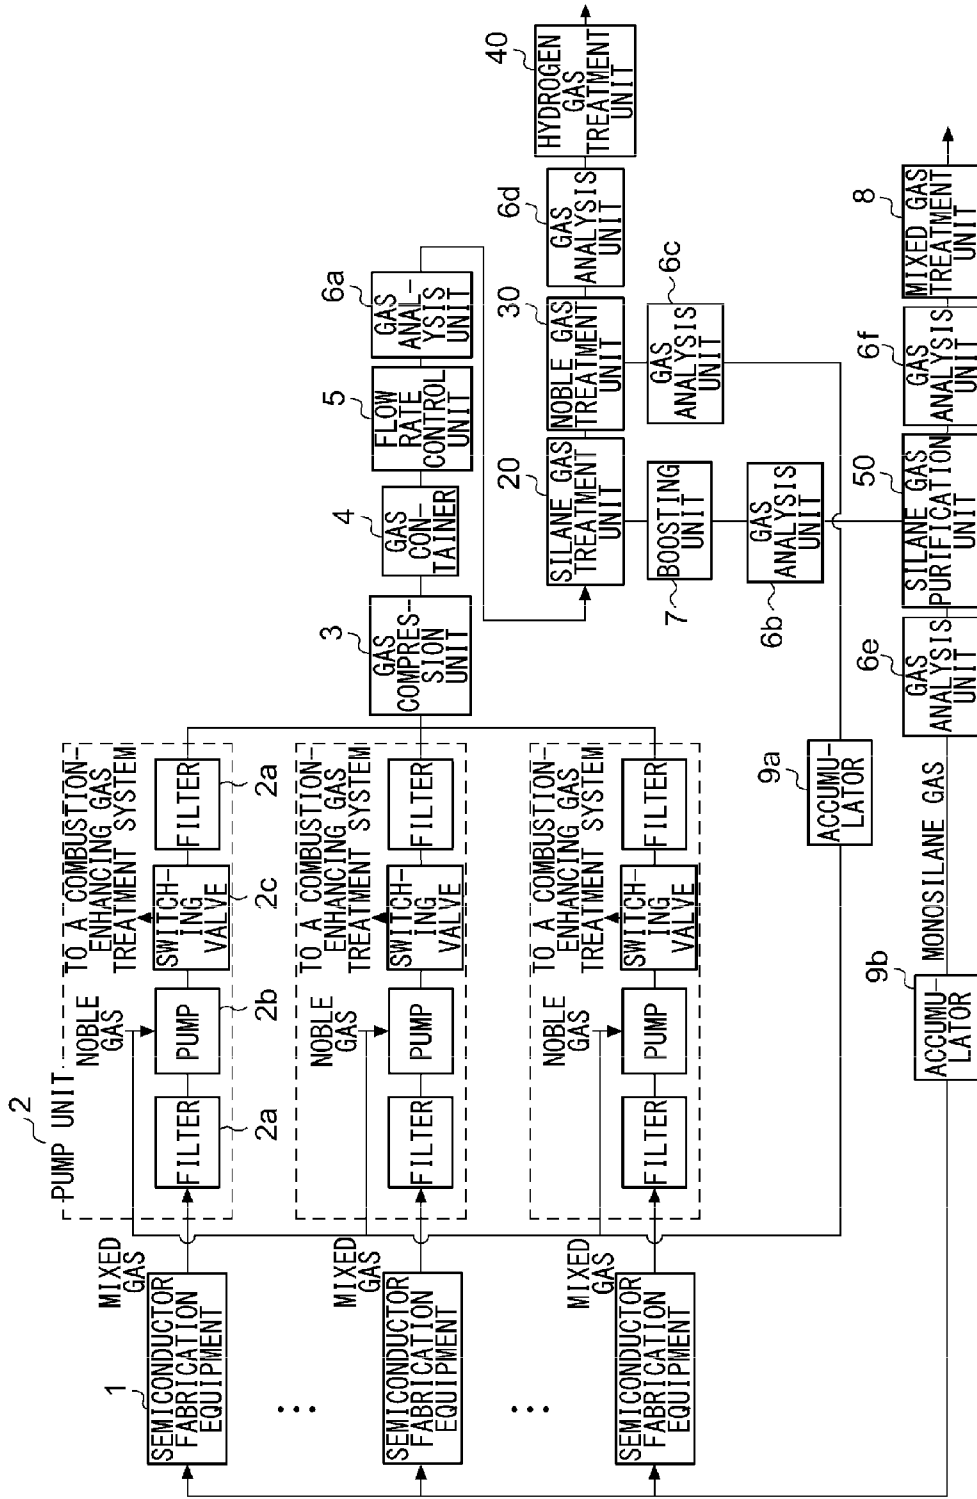 1
SEMICONDUCTOR
FABRICATION
EQUIPMENT
MIXED
GAS
2
PUMP UNIT
NOBLE
GAS
FILTER
2a
PUMP
2b
SWITCH-
ING
VALVE
2c
TO A COMBUSTION-
ENHANCING GAS
TREATMENT SYSTEM
FILTER
2a
SEMICONDUCTOR
FABRICATION
EQUIPMENT
MIXED
GAS
NOBLE
GAS
FILTER
PUMP
SWITCH-
ING
VALVE
TO A COMBUSTION-
ENHANCING GAS
TREATMENT SYSTEM
FILTER
SEMICONDUCTOR
FABRICATION
EQUIPMENT
MIXED
GAS
NOBLE
GAS
FILTER
PUMP
SWITCH-
ING
VALVE
TO A COMBUSTION-
ENHANCING GAS
TREATMENT SYSTEM
FILTER
3
GAS
COMPRES-
SION
UNIT
4
GAS
CON-
TAINER
5
FLOW
RATE
CONTROL
UNIT
6a
GAS
ANAL-
YSIS
UNIT
20
SILANE GAS
TREATMENT
UNIT
30
NOBLE GAS
TREATMENT
UNIT
6d
GAS
ANALYSIS
UNIT
40
HYDROGEN
GAS
TREATMENT
UNIT
7
BOOSTING
UNIT
6c
GAS
ANALYSIS
UNIT
6b
GAS
ANALYSIS
UNIT
9a
ACCUMU-
LATOR
9b
ACCUMU-
LATOR
MONOSILANE GAS
6e
GAS
ANALYSIS
UNIT
50
SILANE GAS
PURIFICATION
UNIT
6f
GAS
ANALYSIS
UNIT
8
MIXED GAS
TREATMENT
UNIT